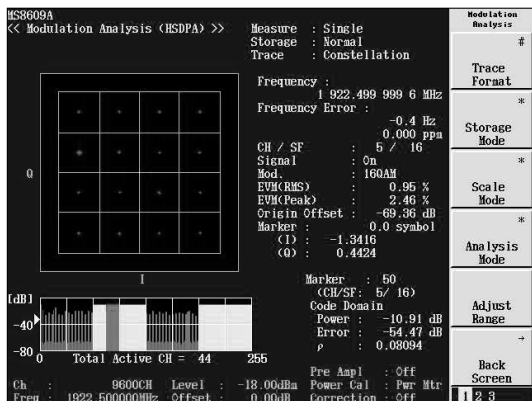 MS8609A
<< Modulation Analysis (HSDPA) >>
Measure : Single
Storage : Normal
Trace : Constellation
Frequency :
1 922.499 999 6 MHz
Frequency Error :
-0.4 Hz
0.000 ppm
CH / SF : 5 / 16
Signal : On
Mod. : 16QAM
EVM(RMS) : 0.95 %
EVM(Peak) : 2.46 %
Origin Offset : -69.36 dB
Marker : 0.0 symbol
(I) : -1.3416
(Q) : 0.4424
Q
I
Marker : 50
(CH/SF: 5/ 16)
Code Domain
Power : -10.91 dB
Error : -54.47 dB
ρ : 0.08094
[dB]
-40
-80
0 Total Active CH = 44 255
Pre Ampl : Off
Ch : 9600CH Level : -18.00dBm Power Cal : Pwr Mtr
Freq : 1922.500000MHz Offset : 0.00dB Correction : Off
Modulation
Analysis
#
Trace
Format
*
Storage
Mode
*
Scale
Mode
*
Analysis
Mode
Adjust
Range
→
Back
Screen
1 2 3